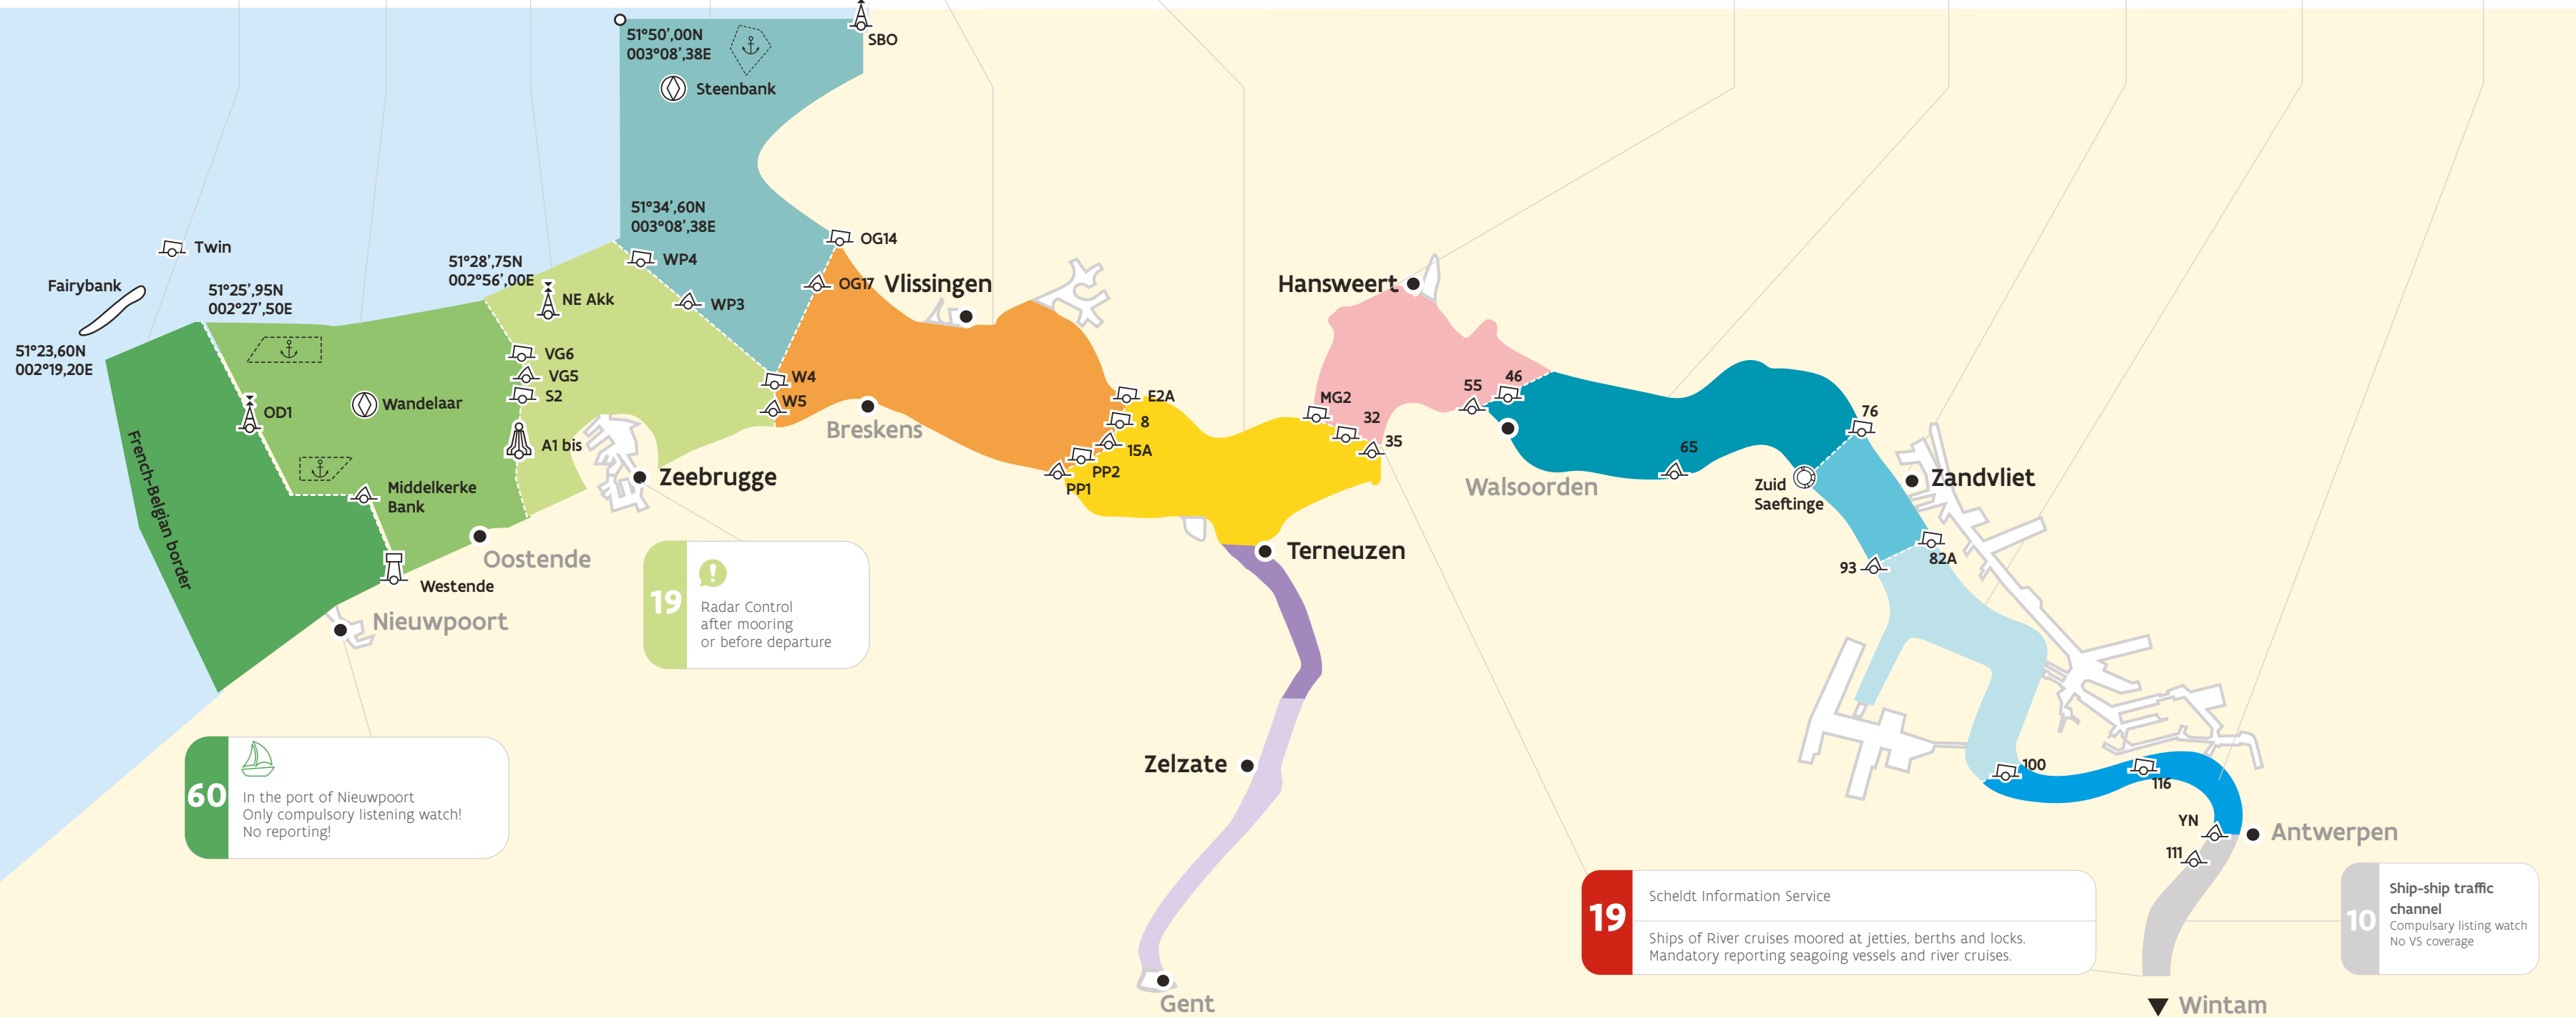 51°50',00N
003°08',38E
SBO
Steenbank
51°34',60N
003°08',38E
Twin
Fairybank
51°25',95N
002°27',50E
51°28',75N
002°56',00E
NE Akk
WP4
WP3
OG14
OG17
Vlissingen
Hansweert
51°23,60N
002°19,20E
VG6
VG5
S2
OD1
Wandelaar
A1 bis
W4
W5
Breskens
E2A
8
15A
PP2
PP1
MG2
32
35
55
46
65
76
Walsoorden
Zuid
Saeftinge
Zandvliet
82A
93
French-Belgian border
Middelkerke
Bank
Zeebrugge
Oostende
Westende
Nieuwpoort
Terneuzen
19
Radar Control
after mooring
or before departure
60
In the port of Nieuwpoort
Only compulsory listening watch!
No reporting!
Zelzate
Gent
100
116
YN
111
Antwerpen
19
Scheldt Information Service
Ships of River cruises moored at jetties, berths and locks.
Mandatory reporting seagoing vessels and river cruises.
10
Ship-ship traffic
channel
Compulsary listing watch
No VS coverage
Wintam